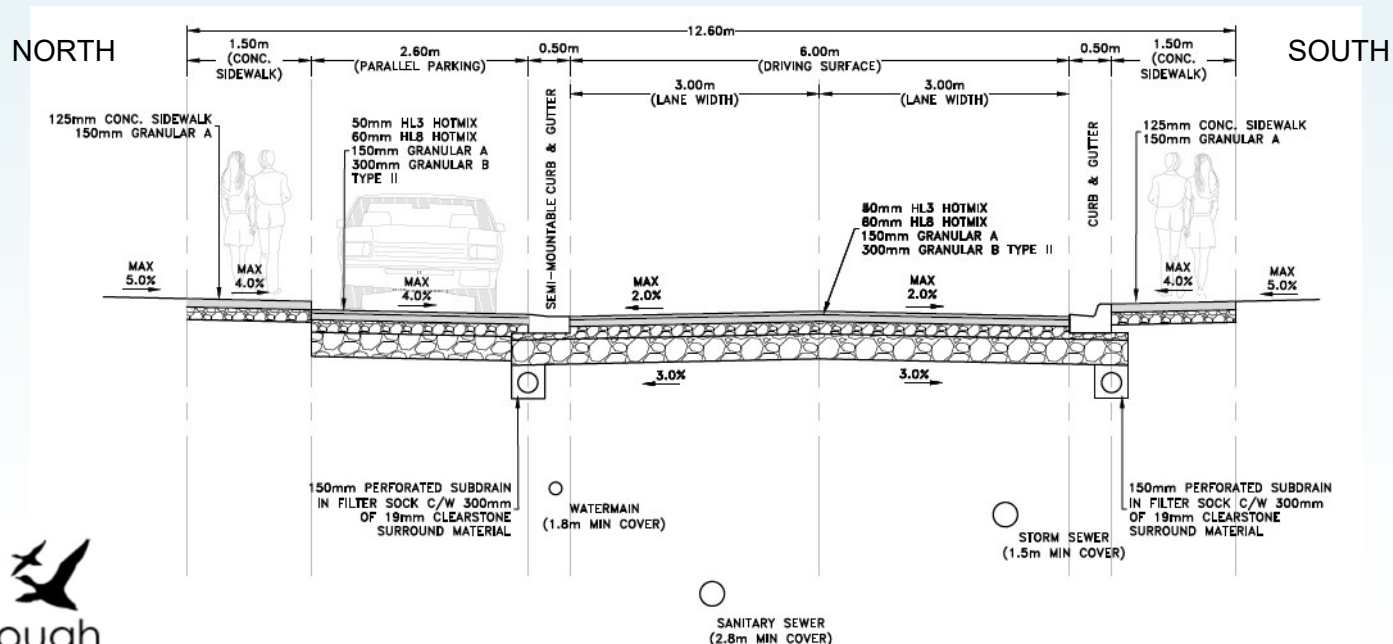 12.60m
NORTH
SOUTH
1.50m
(CONC.
SIDEWALK)
2.60m
(PARALLEL PARKING)
0.50m
6.00m
(DRIVING SURFACE)
0.50m
1.50m
(CONC.
SIDEWALK)
3.00m
(LANE WIDTH)
3.00m
(LANE WIDTH)
125mm CONC. SIDEWALK
150mm GRANULAR A
50mm HL3 HOTMIX
60mm HL8 HOTMIX
150mm GRANULAR A
300mm GRANULAR B
TYPE II
SEMI-MOUNTABLE CURB & GUTTER
50mm HL3 HOTMIX
60mm HL8 HOTMIX
150mm GRANULAR A
300mm GRANULAR B TYPE II
CURB & GUTTER
125mm CONC. SIDEWALK
150mm GRANULAR A
MAX
5.0%
MAX
4.0%
MAX
4.0%
MAX
2.0%
MAX
2.0%
MAX
4.0%
MAX
5.0%
3.0%
3.0%
150mm PERFORATED SUBDRAIN
IN FILTER SOCK C/W 300mm
OF 19mm CLEARSTONE
SURROUND MATERIAL
WATERMAIN
(1.8m MIN COVER)
STORM SEWER
(1.5m MIN COVER)
150mm PERFORATED SUBDRAIN
IN FILTER SOCK C/W 300mm
OF 19mm CLEARSTONE
SURROUND MATERIAL
SANITARY SEWER
(2.8m MIN COVER)